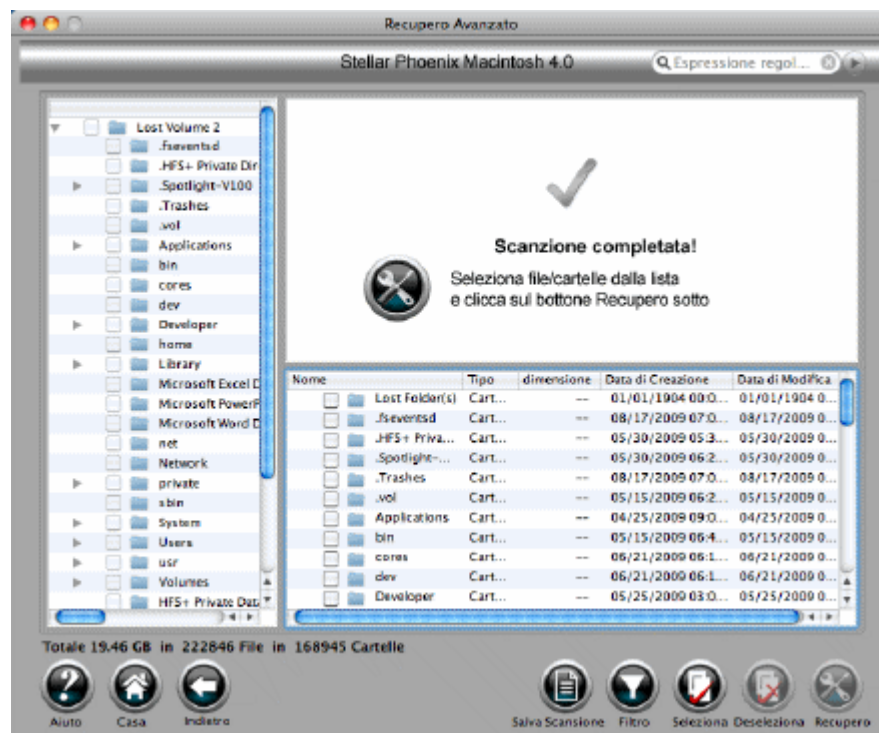 Recupero Avanzato
Stellar Phoenix Macintosh 4.0
Espressione regol...
Lost Volume 2
.fseventsd
.HFS+ Private Dir
.Spotlight-V100
.Trashes
.vol
Applications
bin
cores
dev
Developer
home
Library
Microsoft Excel D
Microsoft PowerP
Microsoft Word D
net
Network
private
sbin
System
Users
usr
Volumes
HFS+ Private Dat
Scanzione completata!
Seleziona file/cartelle dalla lista
e clicca sul bottone Recupero sotto
Nome Tipo dimensione Data di Creazione Data di Modifica
Lost Folder(s) Cart... -- 01/01/1904 00:0... 01/01/1904 0...
.fseventsd Cart... -- 08/17/2009 07:0... 08/17/2009 0...
.HFS+ Priva... Cart... -- 05/30/2009 05:3... 05/30/2009 0...
.Spotlight-... Cart... -- 05/30/2009 06:2... 05/30/2009 0...
.Trashes Cart... -- 08/17/2009 07:0... 08/17/2009 0...
.vol Cart... -- 05/15/2009 06:2... 05/15/2009 0...
Applications Cart... -- 04/25/2009 09:0... 04/25/2009 0...
bin Cart... -- 05/15/2009 06:4... 05/15/2009 0...
cores Cart... -- 06/21/2009 06:1... 06/21/2009 0...
dev Cart... -- 06/21/2009 06:1... 06/21/2009 0...
Developer Cart... -- 05/25/2009 03:0... 05/25/2009 0...
Totale 19.46 GB in 222846 File in 168945 Cartelle
Aiuto Casa Indietro Salva Scansione Filtro Seleziona Deseleziona Recupero